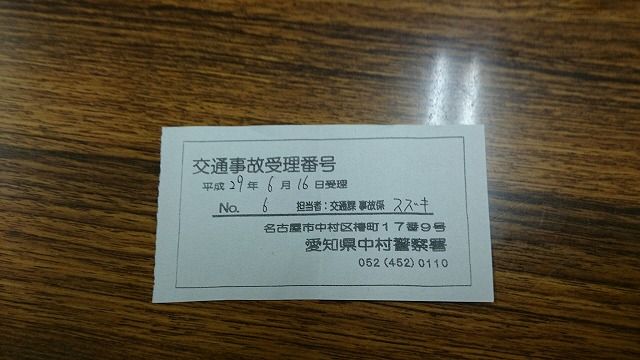 交通事故受理番号
平成 29 年 6 月 16 日受理
No. 6 担当者:交通課 事故係 スズキ
名古屋市中村区椿町17番9号
愛知県中村警察署
052(452)0110